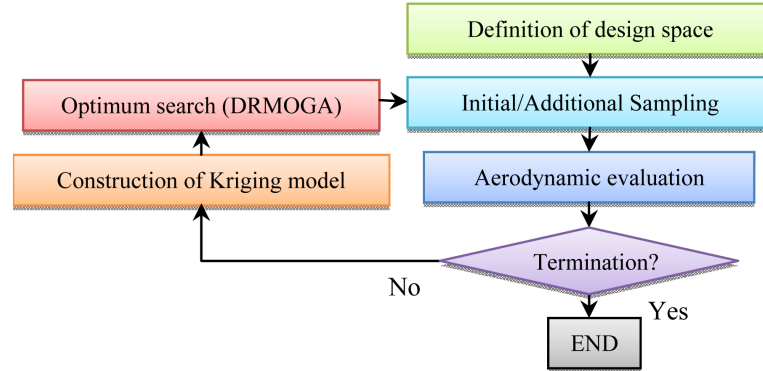 Definition of design space
Optimum search (DRMOGA)
Initial/Additional Sampling
Construction of Kriging model
Aerodynamic evaluation
Termination?
No
Yes
END